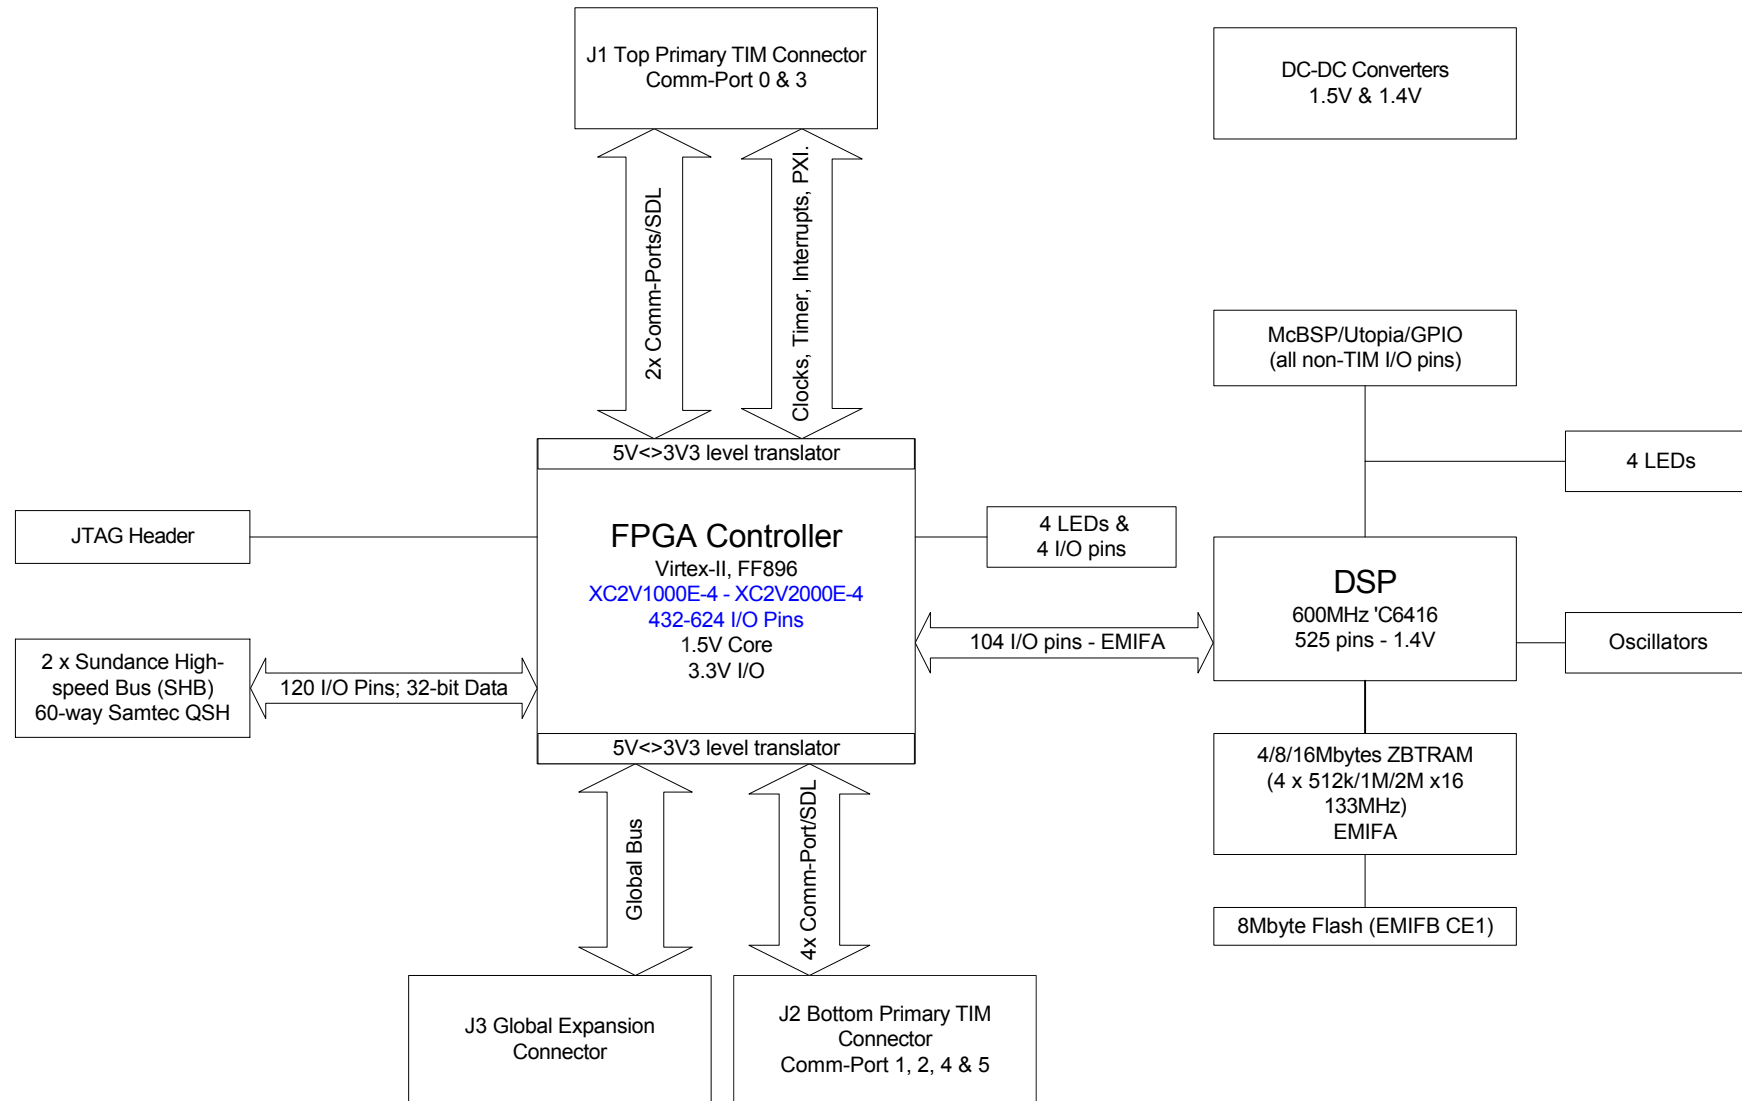 J1 Top Primary TIM Connector
Comm-Port 0 & 3
DC-DC Converters
1.5V & 1.4V
2x Comm-Ports/SDL
Clocks, Timer, Interrupts, PXI.
McBSP/Utopia/GPIO
(all non-TIM I/O pins)
4 LEDs
5V<>3V3 level translator
JTAG Header
FPGA Controller
Virtex-II, FF896
XC2V1000E-4 - XC2V2000E-4
432-624 I/O Pins
1.5V Core
3.3V I/O
4 LEDs &
4 I/O pins
DSP
600MHz 'C6416
525 pins - 1.4V
Oscillators
104 I/O pins - EMIFA
2 x Sundance High-
speed Bus (SHB)
60-way Samtec QSH
120 I/O Pins; 32-bit Data
5V<>3V3 level translator
4/8/16Mbytes ZBTRAM
(4 x 512k/1M/2M x16
133MHz)
EMIFA
Global Bus
4x Comm-Port/SDL
8Mbyte Flash (EMIFB CE1)
J3 Global Expansion
Connector
J2 Bottom Primary TIM
Connector
Comm-Port 1, 2, 4 & 5